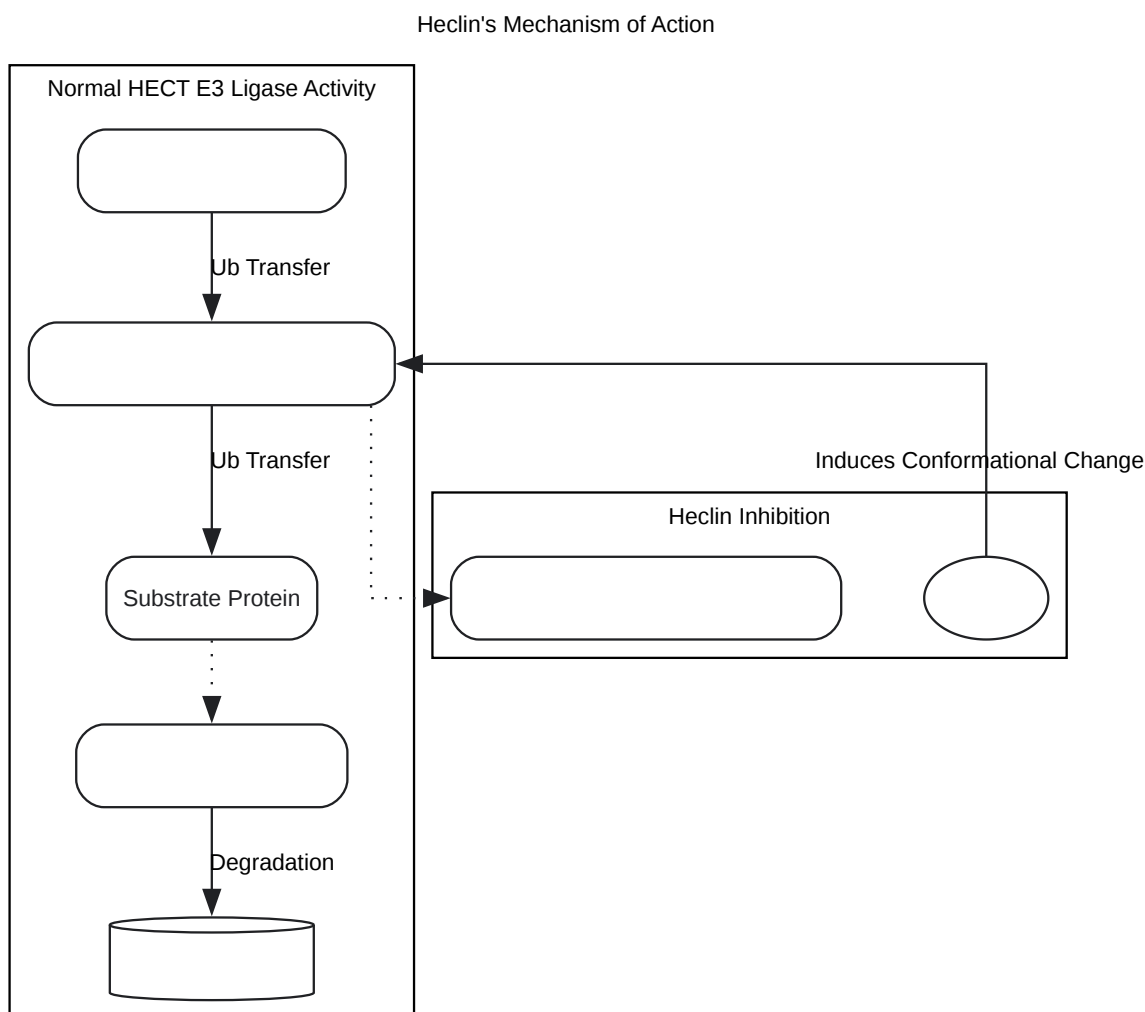 Heclin's Mechanism of Action
Normal HECT E3 Ligase Activity
Ub Transfer
Ub Transfer
Induces Conformational Change
Heclin Inhibition
Substrate Protein
Degradation